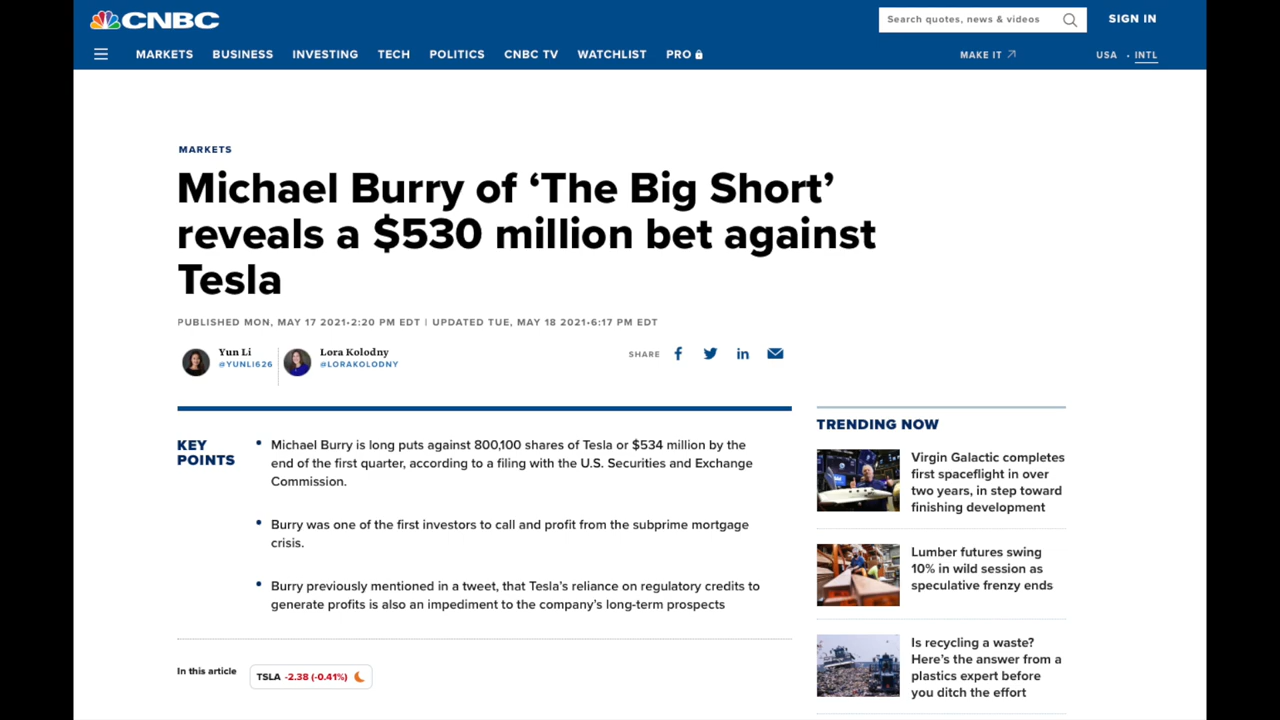 CNBC
Search quotes, news & videos
SIGN IN
MARKETS BUSINESS INVESTING TECH POLITICS CNBC TV WATCHLIST PRO
MAKE IT
USA • INTL
MARKETS
Michael Burry of ‘The Big Short’
reveals a $530 million bet against
Tesla
PUBLISHED MON, MAY 17 2021•2:20 PM EDT | UPDATED TUE, MAY 18 2021•6:17 PM EDT
Yun Li
@YUNLI626
Lora Kolodny
@LORAKOLODNY
SHARE
KEY
POINTS
• Michael Burry is long puts against 800,100 shares of Tesla or $534 million by the
end of the first quarter, according to a filing with the U.S. Securities and Exchange
Commission.
• Burry was one of the first investors to call and profit from the subprime mortgage
crisis.
• Burry previously mentioned in a tweet, that Tesla’s reliance on regulatory credits to
generate profits is also an impediment to the company’s long-term prospects
In this article
TSLA -2.38 (-0.41%)
TRENDING NOW
Virgin Galactic completes
first spaceflight in over
two years, in step toward
finishing development
Lumber futures swing
10% in wild session as
speculative frenzy ends
Is recycling a waste?
Here’s the answer from a
plastics expert before
you ditch the effort